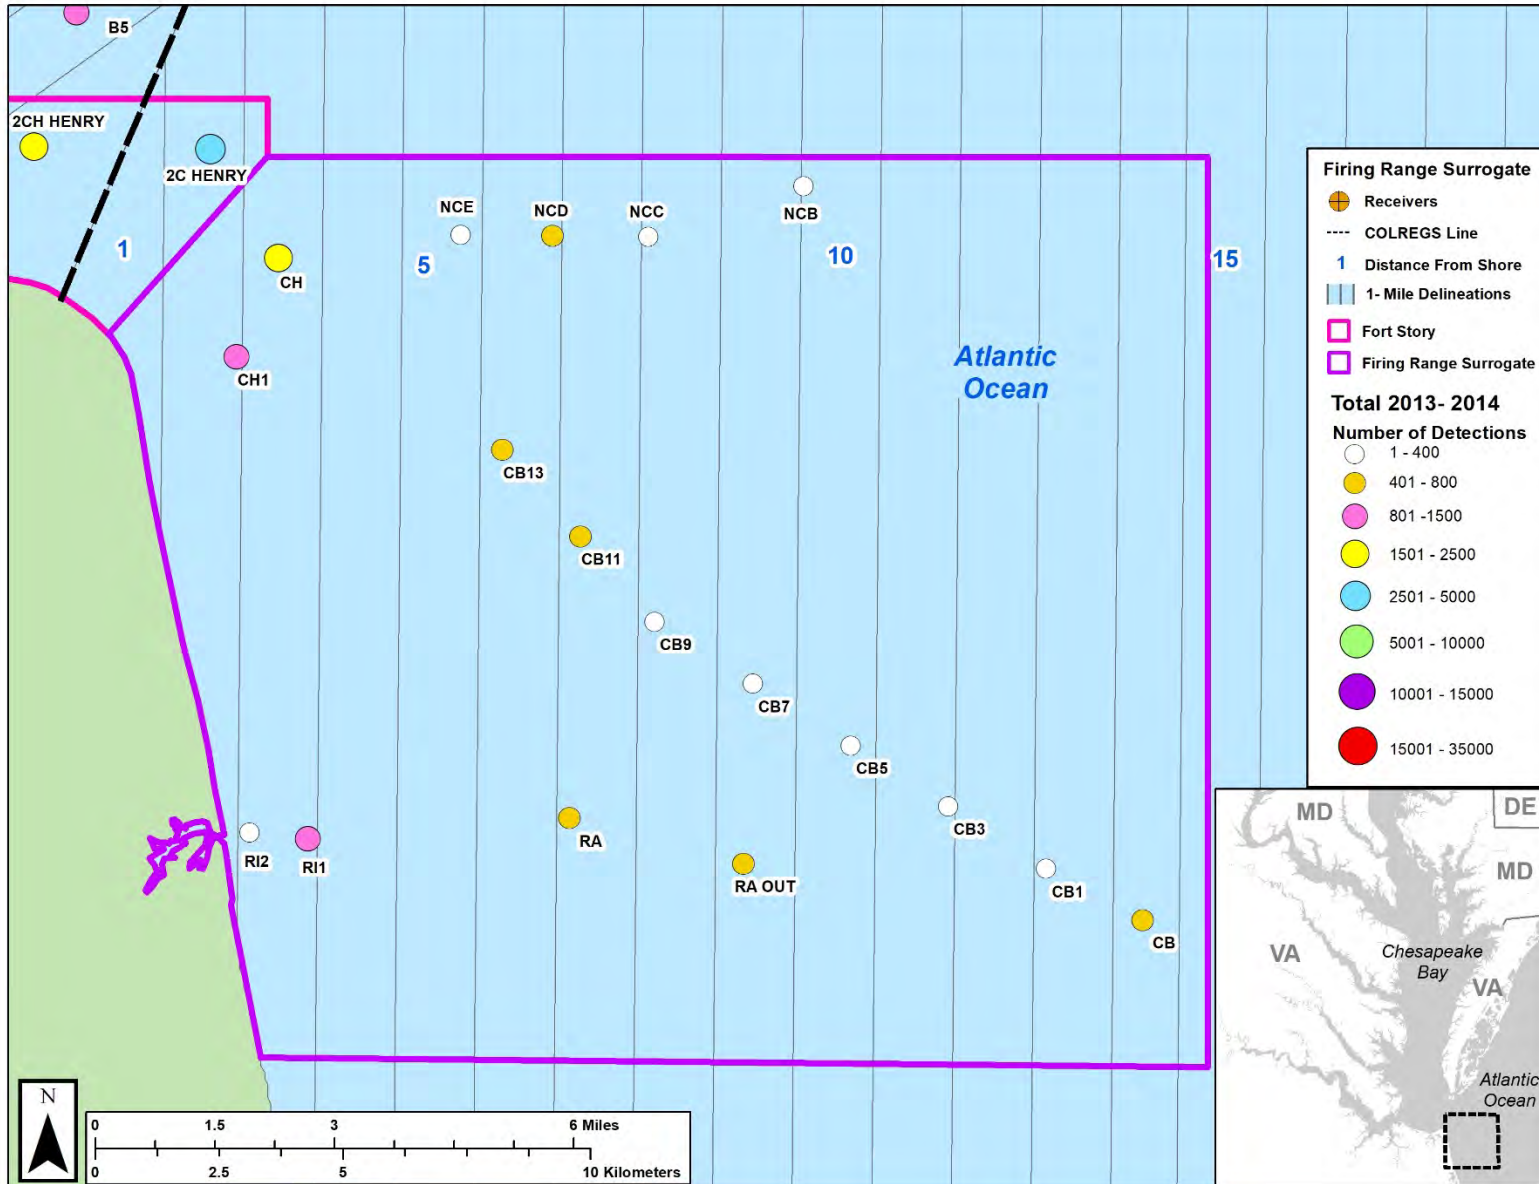 B5
2CH HENRY
2C HENRY
1
NCE
NCD
NCC
NCB
CH
5
10
15
CH1
Atlantic
Ocean
CB13
CB11
CB9
CB7
CB5
CB3
CB1
CB
RI2
RI1
RA
RA OUT
Firing Range Surrogate
Receivers
COLREGS Line
1 Distance From Shore
1- Mile Delineations
Fort Story
Firing Range Surrogate
Total 2013- 2014
Number of Detections
1 - 400
401 - 800
801 -1500
1501 - 2500
2501 - 5000
5001 - 10000
10001 - 15000
15001 - 35000
MD
DE
MD
VA
Chesapeake
Bay
VA
Atlantic
Ocean
N
0 1.5 3 6 Miles
0 2.5 5 10 Kilometers